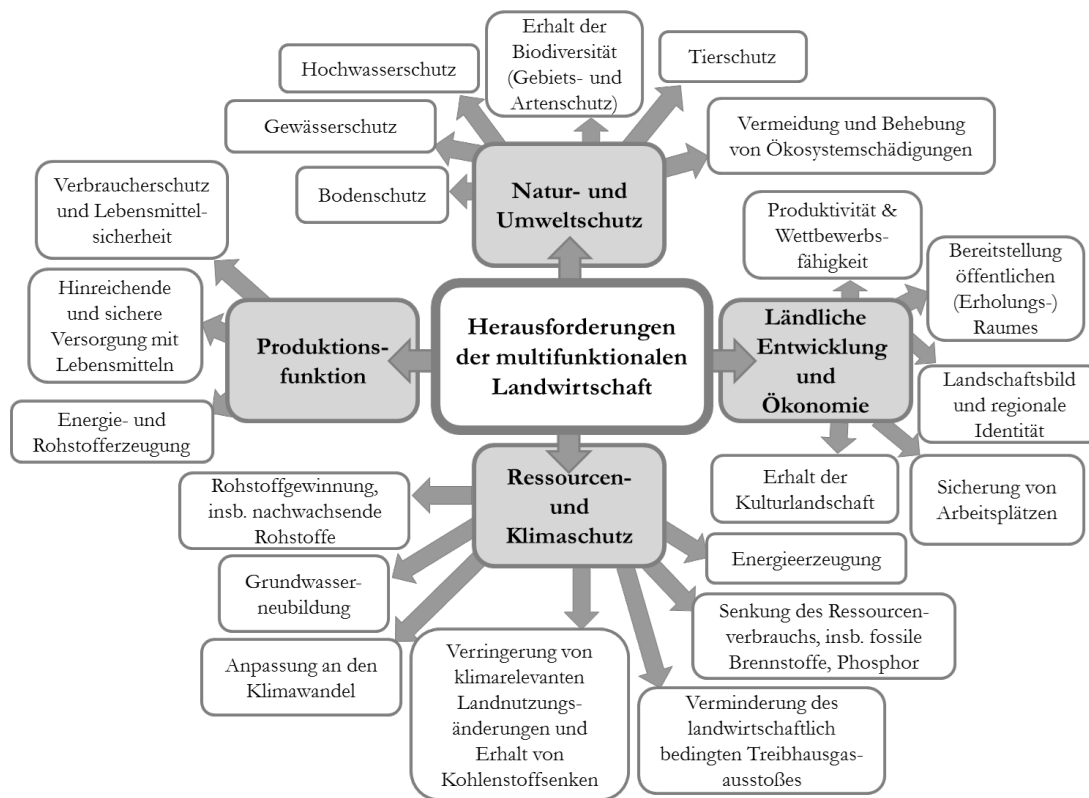 Erhalt der
Biodiversität
(Gebiets- und
Artenschutz)
Tierschutz
Hochwasserschutz
Gewässerschutz
Vermeidung und Behebung
von Ökosystemschädigungen
Bodenschutz
Natur- und
Umweltschutz
Verbraucherschutz
und Lebensmittel-
sicherheit
Produktivität &
Wettbewerbs-
fähigkeit
Bereitstellung
öffentlichen
(Erholungs-)
Raumes
Hinreichende
und sichere
Versorgung mit
Lebensmitteln
Produktions-
funktion
Herausforderungen
der multifunktionalen
Landwirtschaft
Ländliche
Entwicklung
und
Ökonomie
Landschaftsbild
und regionale
Identität
Energie- und
Rohstofferzeugung
Erhalt der
Kulturlandschaft
Sicherung von
Arbeitsplätzen
Ressourcen-
und
Klimaschutz
Rohstoffgewinnung,
insb. nachwachsende
Rohstoffe
Energieerzeugung
Grundwasser-
neubildung
Senkung des Ressourcen-
verbrauchs, insb. fossile
Brennstoffe, Phosphor
Anpassung an den
Klimawandel
Verringerung von
klimarelevanten
Landnutzungs-
änderungen und
Erhalt von
Kohlenstoffsenken
Verminderung des
landwirtschaftlich
bedingten Treibhausgas-
ausstoßes